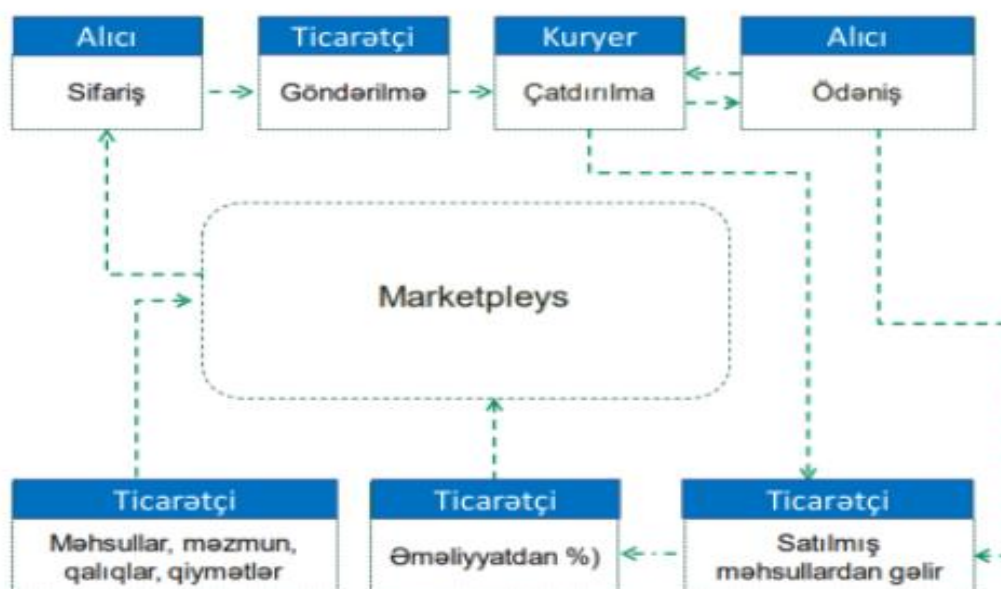 Alıcı
Sifariş
Ticarətçi
Göndərilmə
Kuryer
Çatdırılma
Alıcı
Ödəniş
Marketpleys
Ticarətçi
Məhsullar, məzmun,
qalıqlar, qiymətlər
Ticarətçi
Əməliyyatdan %)
Ticarətçi
Satılmış
məhsullardan gəlir